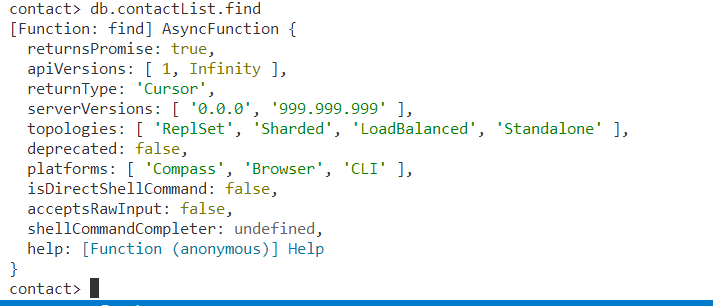 contact> db.contactList.find
[Function: find] AsyncFunction {
  returnsPromise: true,
  apiVersions: [ 1, Infinity ],
  returnType: 'Cursor',
  serverVersions: [ '0.0.0', '999.999.999' ],
  topologies: [ 'ReplSet', 'Sharded', 'LoadBalanced', 'Standalone' ],
  deprecated: false,
  platforms: [ 'Compass', 'Browser', 'CLI' ],
  isDirectShellCommand: false,
  acceptsRawInput: false,
  shellCommandCompleter: undefined,
  help: [Function (anonymous)] Help
}
contact>